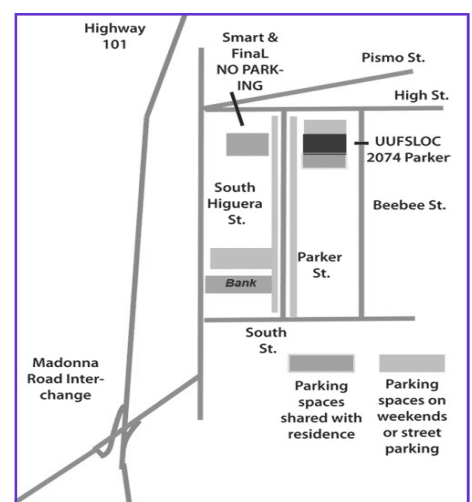 Highway
101
Smart &
FinaL
NO PARK-
ING
Pismo St.
High St.
UUFSLOC
2074 Parker
South
Higuera
St.
Beebee St.
Parker
St.
Bank
South
St.
Madonna
Road Inter-
change
Parking
spaces
shared with
residence
Parking
spaces on
weekends
or street
parking